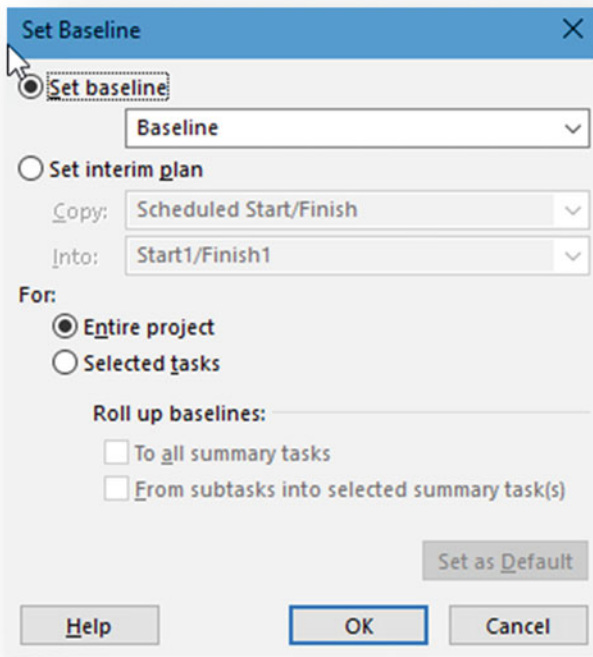 Set Baseline
Set baseline
Baseline
Set interim plan
Copy: Scheduled Start/Finish
Into: Start1/Finish1
For:
Entire project
Selected tasks
Roll up baselines:
To all summary tasks
From subtasks into selected summary task(s)
Set as Default
Help OK Cancel